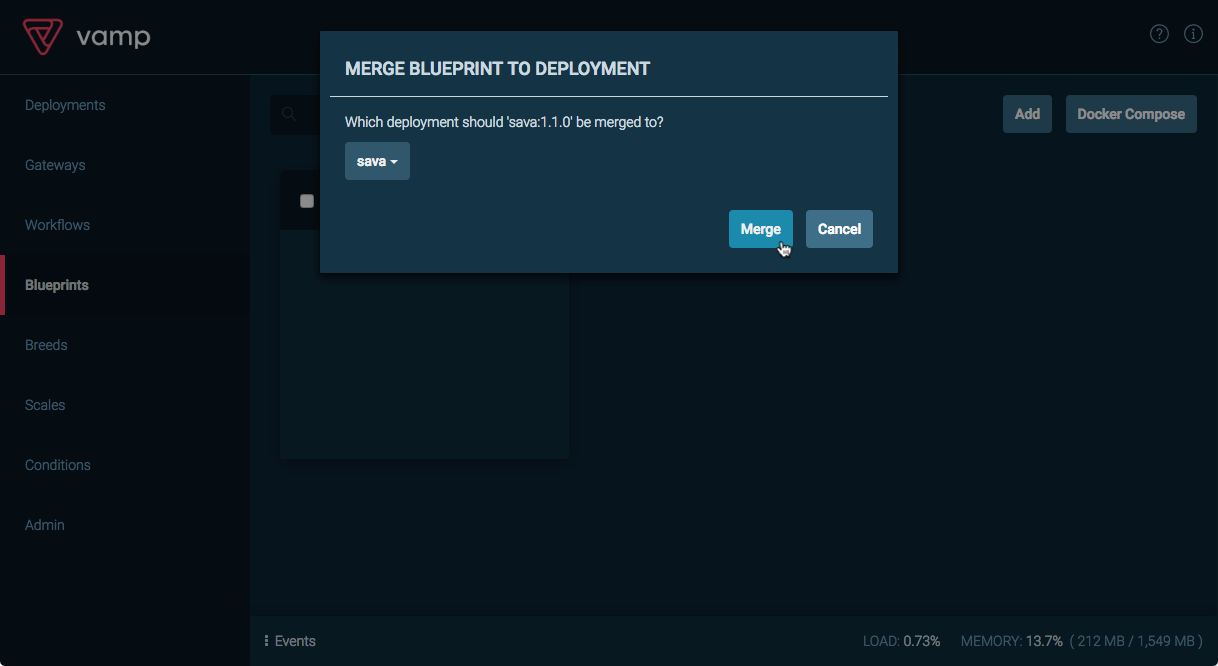 vamp
MERGE BLUEPRINT TO DEPLOYMENT
Which deployment should 'sava:1.1.0' be merged to?
sava
Merge Cancel
Add Docker Compose
Deployments
Gateways
Workflows
Blueprints
Breeds
Scales
Conditions
Admin
Events
LOAD: 0.73% MEMORY: 13.7% ( 212 MB / 1,549 MB )